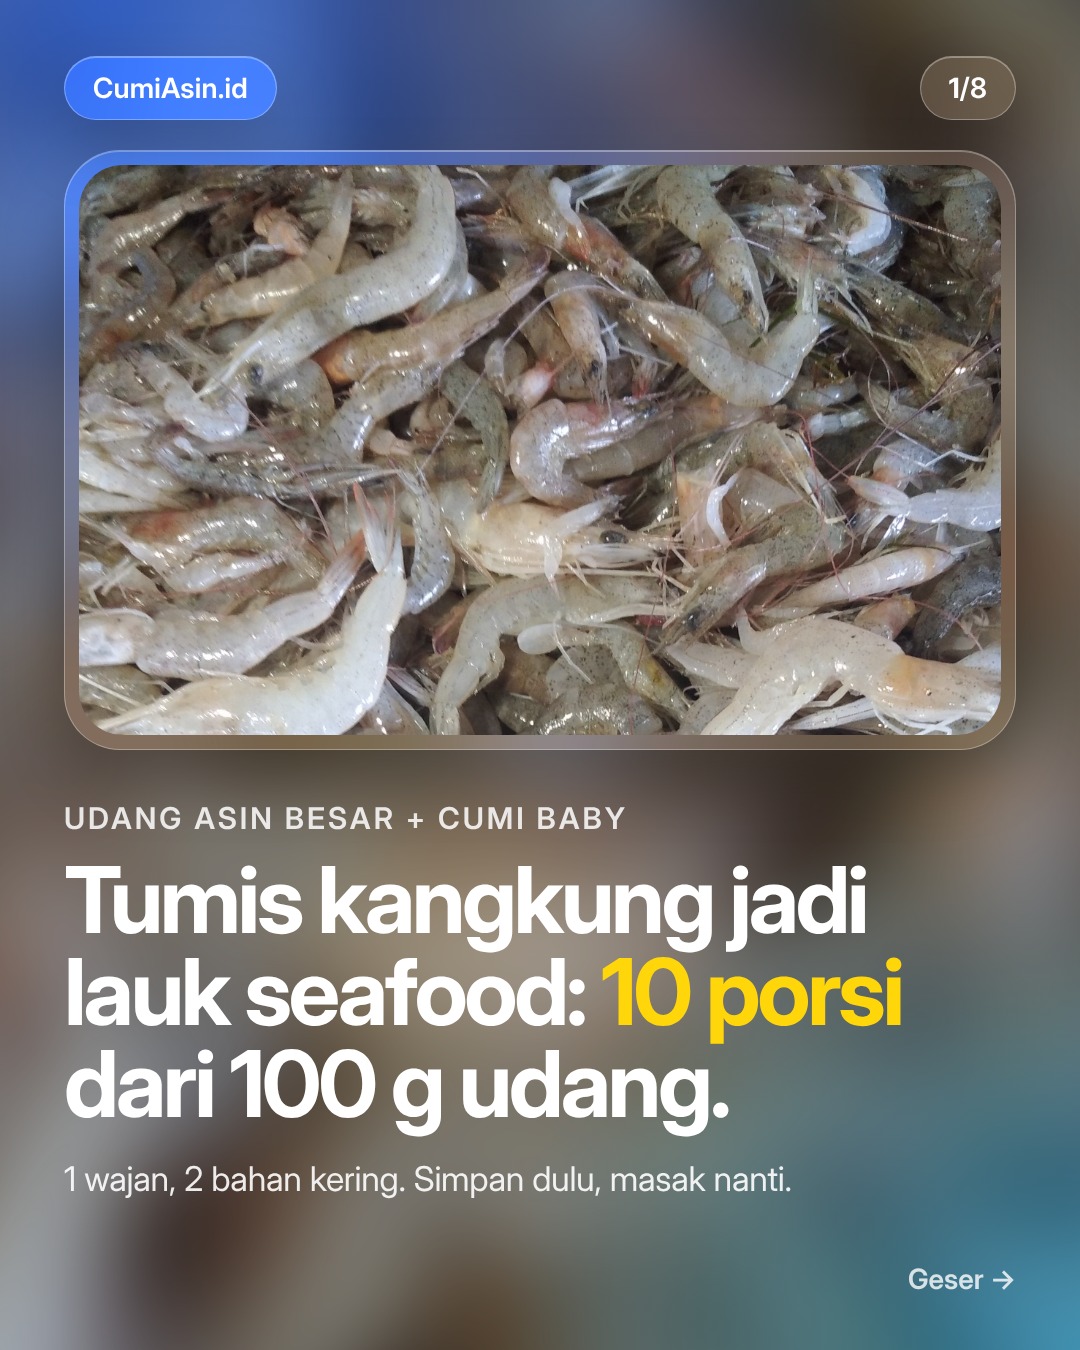 CumiAsin.id
1/8
UDANG ASIN BESAR + CUMI BABY
Tumis kangkung jadi
lauk seafood: 10 porsi
dari 100 g udang.
1 wajan, 2 bahan kering. Simpan dulu, masak nanti.
Geser →